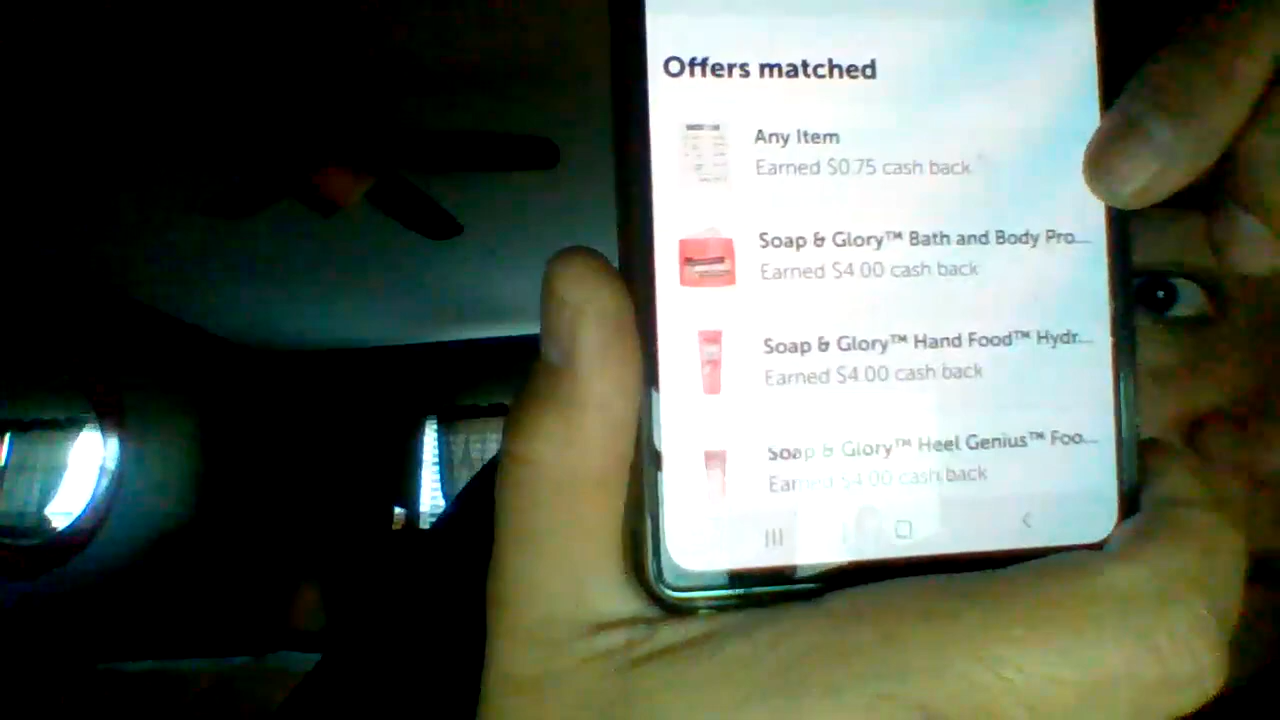 Offers matched
Any Item
Earned $0.75 cash back
Soap & Glory™ Bath and Body Pro...
Earned $4.00 cash back
Soap & Glory™ Hand Food™ Hydr...
Earned $4.00 cash back
Soap & Glory™ Heel Genius™ Foo...
Earned $4.00 cash back